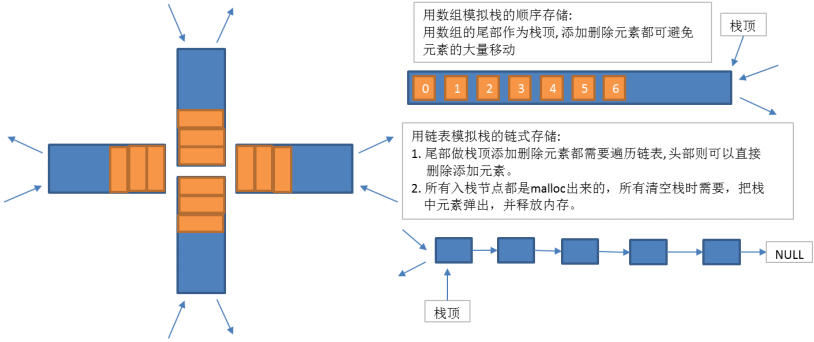 用数组模拟栈的顺序存储:
用数组的尾部作为栈顶, 添加删除元素都可避免
元素的大量移动
栈顶
0 1 2 3 4 5 6
用链表模拟栈的链式存储:
1. 尾部做栈顶添加删除元素都需要遍历链表, 头部则可以直接
删除添加元素。
2. 所有入栈节点都是malloc出来的，所有清空栈时需要，把栈
中元素弹出，并释放内存。
NULL
栈顶